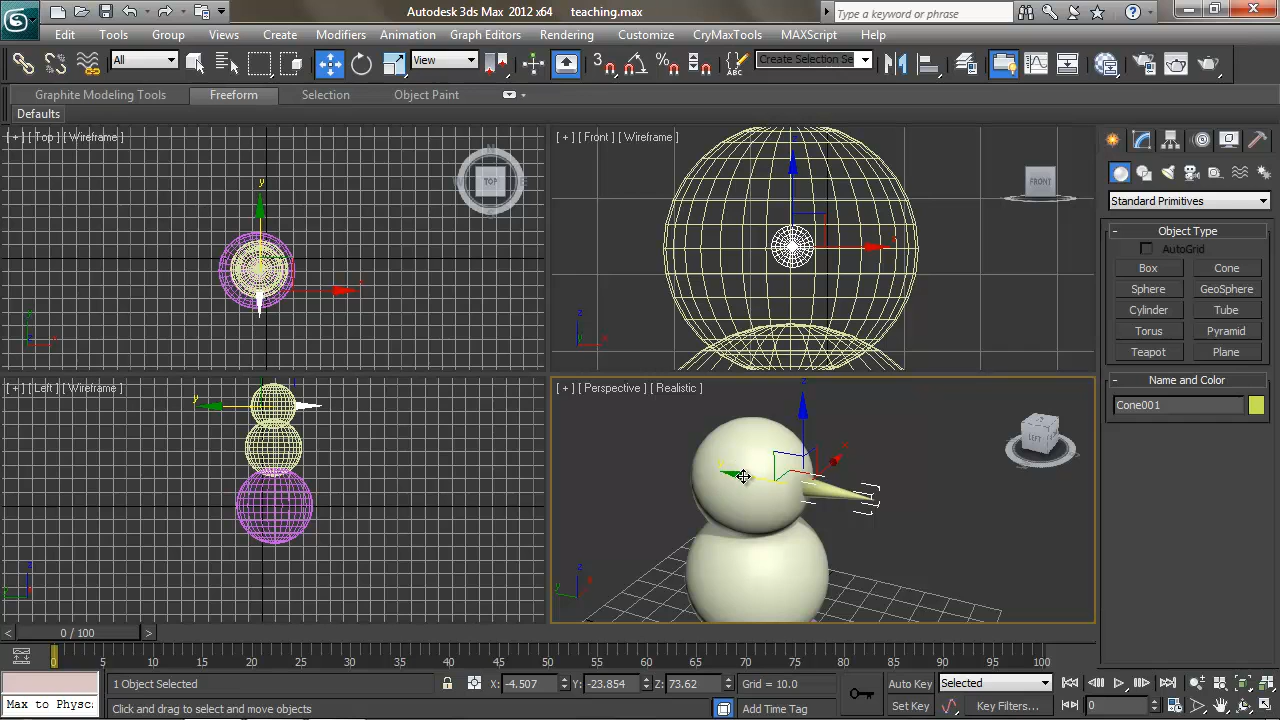 Autodesk 3ds Max 2012 x64 teaching.max
Type a keyword or phrase
Edit Tools Group Views Create Modifiers Animation Graph Editors Rendering Customize CryMaxTools MAXScript Help
All View Create Selection Se
3 %
Graphite Modeling Tools Freeform Selection Object Paint
Defaults
[ + ] [ Top ] [ Wireframe ]
TOP
y
[ + ] [ Front ] [ Wireframe ]
FRONT
Standard Primitives
- Object Type
AutoGrid
Box Cone
Sphere GeoSphere
Cylinder Tube
Torus Pyramid
Teapot Plane
- Name and Color
Cone001
[ + ] [ Left ] [ Wireframe ]
y
[ + ] [ Perspective ] [ Realistic ]
z
x
LEFT
< 0 / 100 >
0 5 10 15 20 25 30 35 40 45 50 55 60 65 70 75 80 85 90 95 100
1 Object Selected X: -4.507 Y: -23.854 Z: 73.62 Grid = 10.0 Auto Key Selected
Max to Physc: Click and drag to select and move objects Add Time Tag Set Key Key Filters... 0